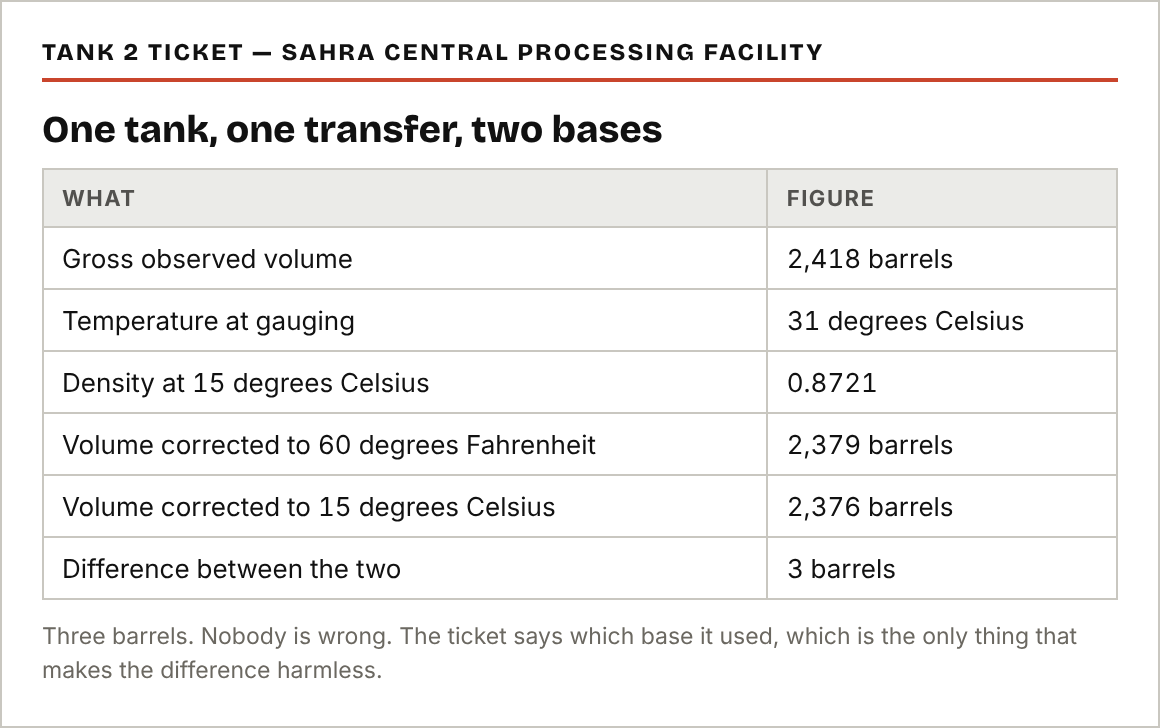 TANK 2 TICKET — SAHRA CENTRAL PROCESSING FACILITY
One tank, one transfer, two bases
WHAT FIGURE
Gross observed volume 2,418 barrels
Temperature at gauging 31 degrees Celsius
Density at 15 degrees Celsius 0.8721
Volume corrected to 60 degrees Fahrenheit 2,379 barrels
Volume corrected to 15 degrees Celsius 2,376 barrels
Difference between the two 3 barrels
Three barrels. Nobody is wrong. The ticket says which base it used, which is the only thing that
makes the difference harmless.